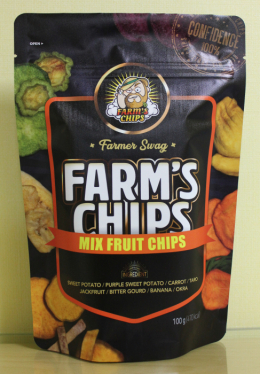 OPEN
CONFIDENCE
100%
FARM'S
CHIPS
Farmer Swag
FARM'S
CHIPS
MIX FRUIT CHIPS
INGREDIENT
SWEET POTATO / PURPLE SWEET POTATO / CARROT / TARO
JACKFRUIT / BITTER GOURD / BANANA / OKRA
100g